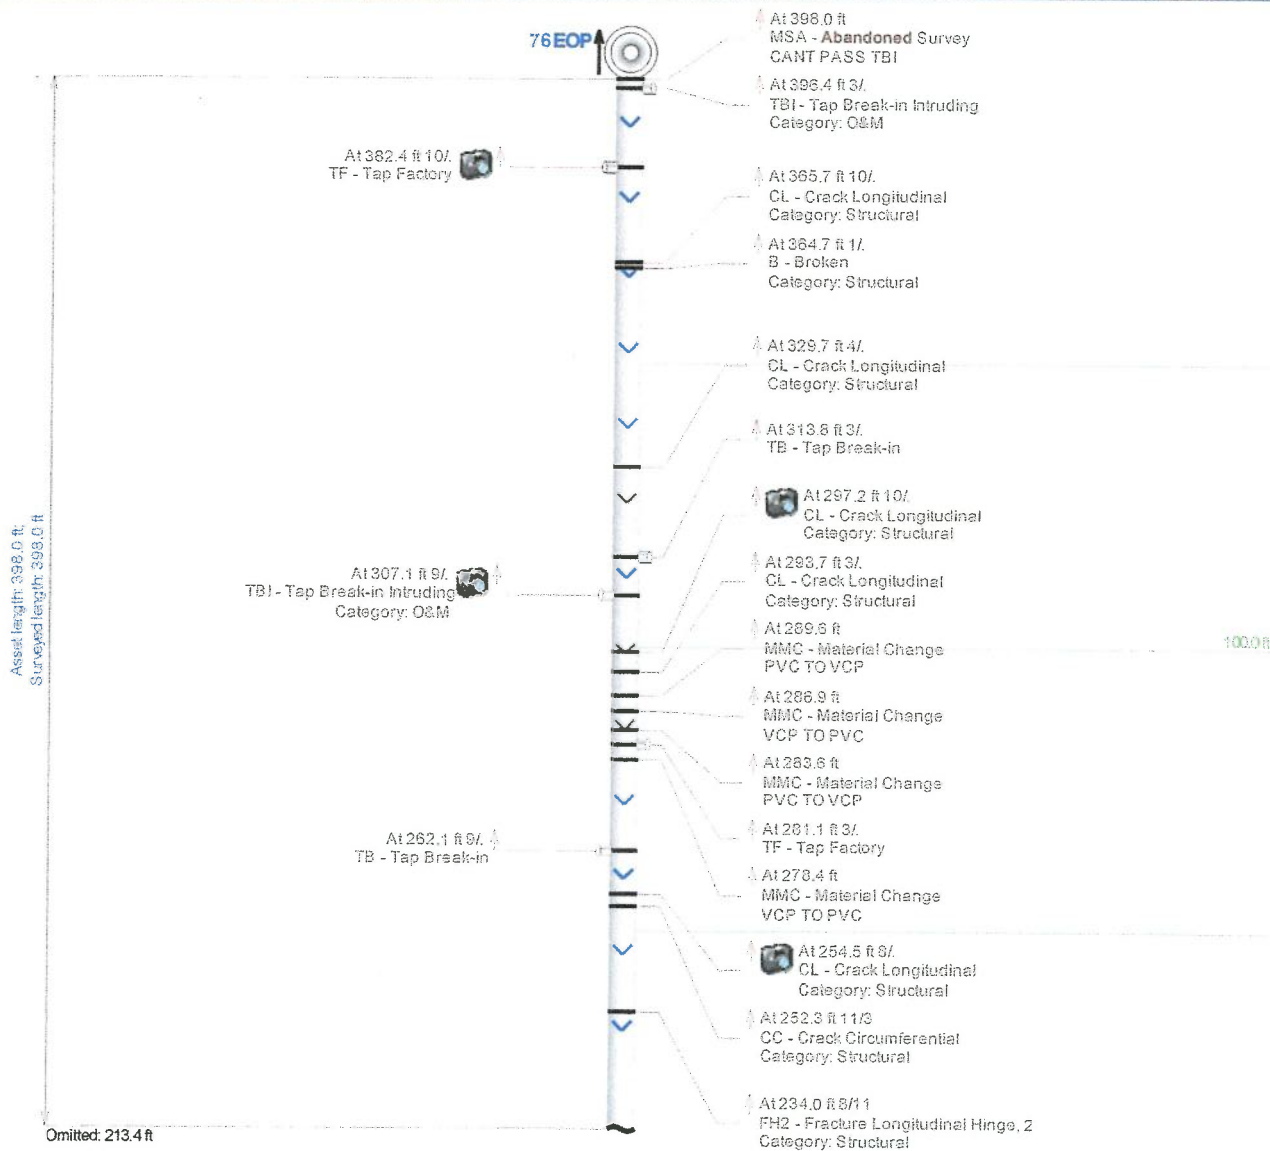 At 398.0 ft
MSA - Abandoned Survey
CANT PASS TBI
76EOP
At 396.4 ft 3/.
TBI - Tap Break-in Intruding
Category: O&M
At 382.4 ft 10/.
TF - Tap Factory
At 365.7 ft 10/.
CL - Crack Longitudinal
Category: Structural
At 364.7 ft 1/.
B - Broken
Category: Structural
At 329.7 ft 4/.
CL - Crack Longitudinal
Category: Structural
At 313.8 ft 3/.
TB - Tap Break-in
At 297.2 ft 10/.
CL - Crack Longitudinal
Category: Structural
Asset length: 398.0 ft;
Surveyed length: 398.0 ft
At 307.1 ft 9/.
TBI - Tap Break-in Intruding
Category: O&M
At 293.7 ft 3/.
CL - Crack Longitudinal
Category: Structural
At 289.6 ft
MMC - Material Change
PVC TO VCP
100.0 ft
At 286.9 ft
MMC - Material Change
VCP TO PVC
At 283.6 ft
MMC - Material Change
PVC TO VCP
At 281.1 ft 3/.
TF - Tap Factory
At 262.1 ft 9/.
TB - Tap Break-in
At 278.4 ft
MMC - Material Change
VCP TO PVC
At 254.5 ft 8/.
CL - Crack Longitudinal
Category: Structural
At 252.3 ft 11/3
CC - Crack Circumferential
Category: Structural
At 234.0 ft 8/11
FH2 - Fracture Longitudinal Hinge, 2
Category: Structural
Omitted: 213.4 ft